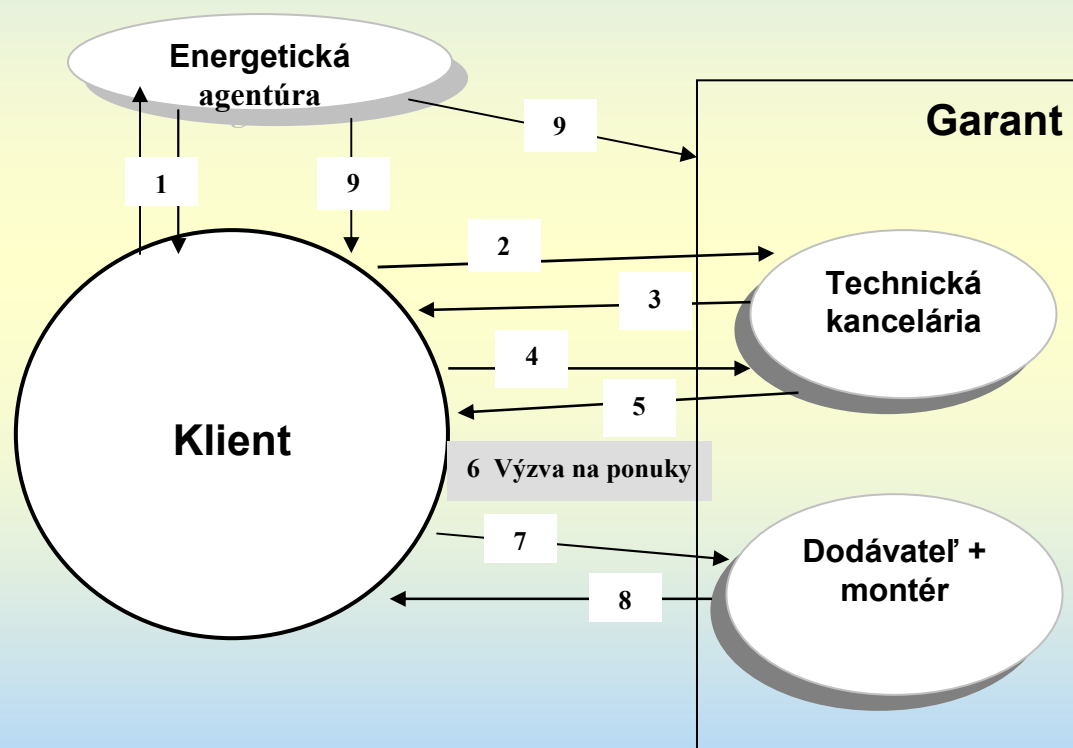 Energetická
agentúra
Garant
9
1
9
2
Technická
kancelária
3
4
5
Klient
6 Výzva na ponuky
7
Dodávateľ +
montér
8